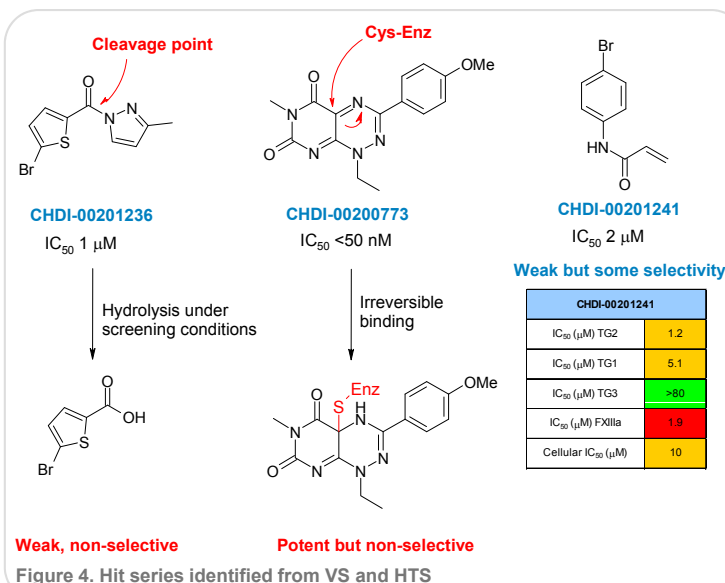 Cleavage point
Cys-Enz
O
N
N
S
Br
O
N
N
O
N
N
N
N
OMe
Br
HN
O
CHDI-00201236
IC50 1 μM
CHDI-00200773
IC50 <50 nM
CHDI-00201241
IC50 2 μM
Weak but some selectivity
Hydrolysis under
screening conditions
Irreversible
binding
CHDI-00201241
IC50 (μM) TG2 1.2
IC50 (μM) TG1 5.1
IC50 (μM) TG3 >80
IC50 (μM) FXIIIa 1.9
Cellular IC50 (μM) 10
O
OH
S
Br
Enz
S
O
H
N
N
O
N
N
N
OMe
Weak, non-selective
Potent but non-selective
Figure 4. Hit series identified from VS and HTS